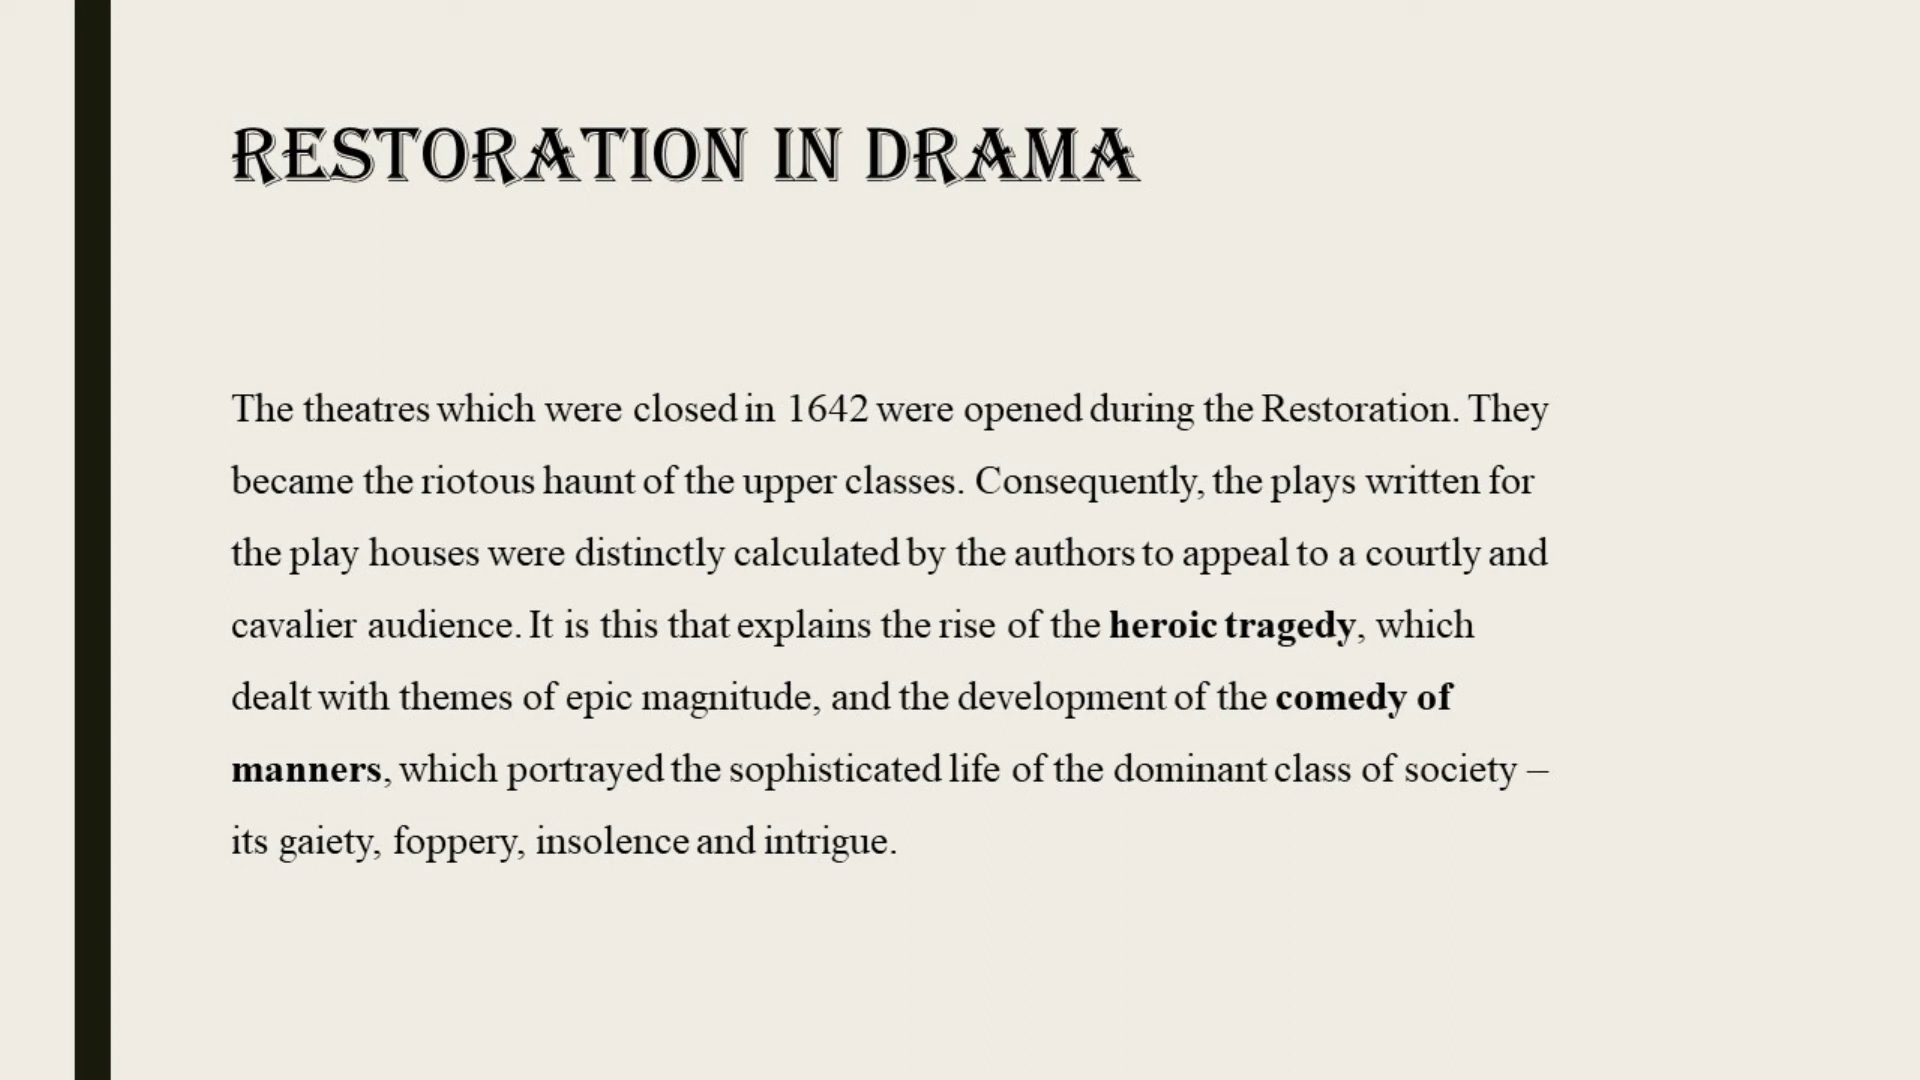 RESTORATION IN DRAMA
The theatres which were closed in 1642 were opened during the Restoration. They
became the riotous haunt of the upper classes. Consequently, the plays written for
the play houses were distinctly calculated by the authors to appeal to a courtly and
cavalier audience. It is this that explains the rise of the heroic tragedy, which
dealt with themes of epic magnitude, and the development of the comedy of
manners, which portrayed the sophisticated life of the dominant class of society –
its gaiety, foppery, insolence and intrigue.